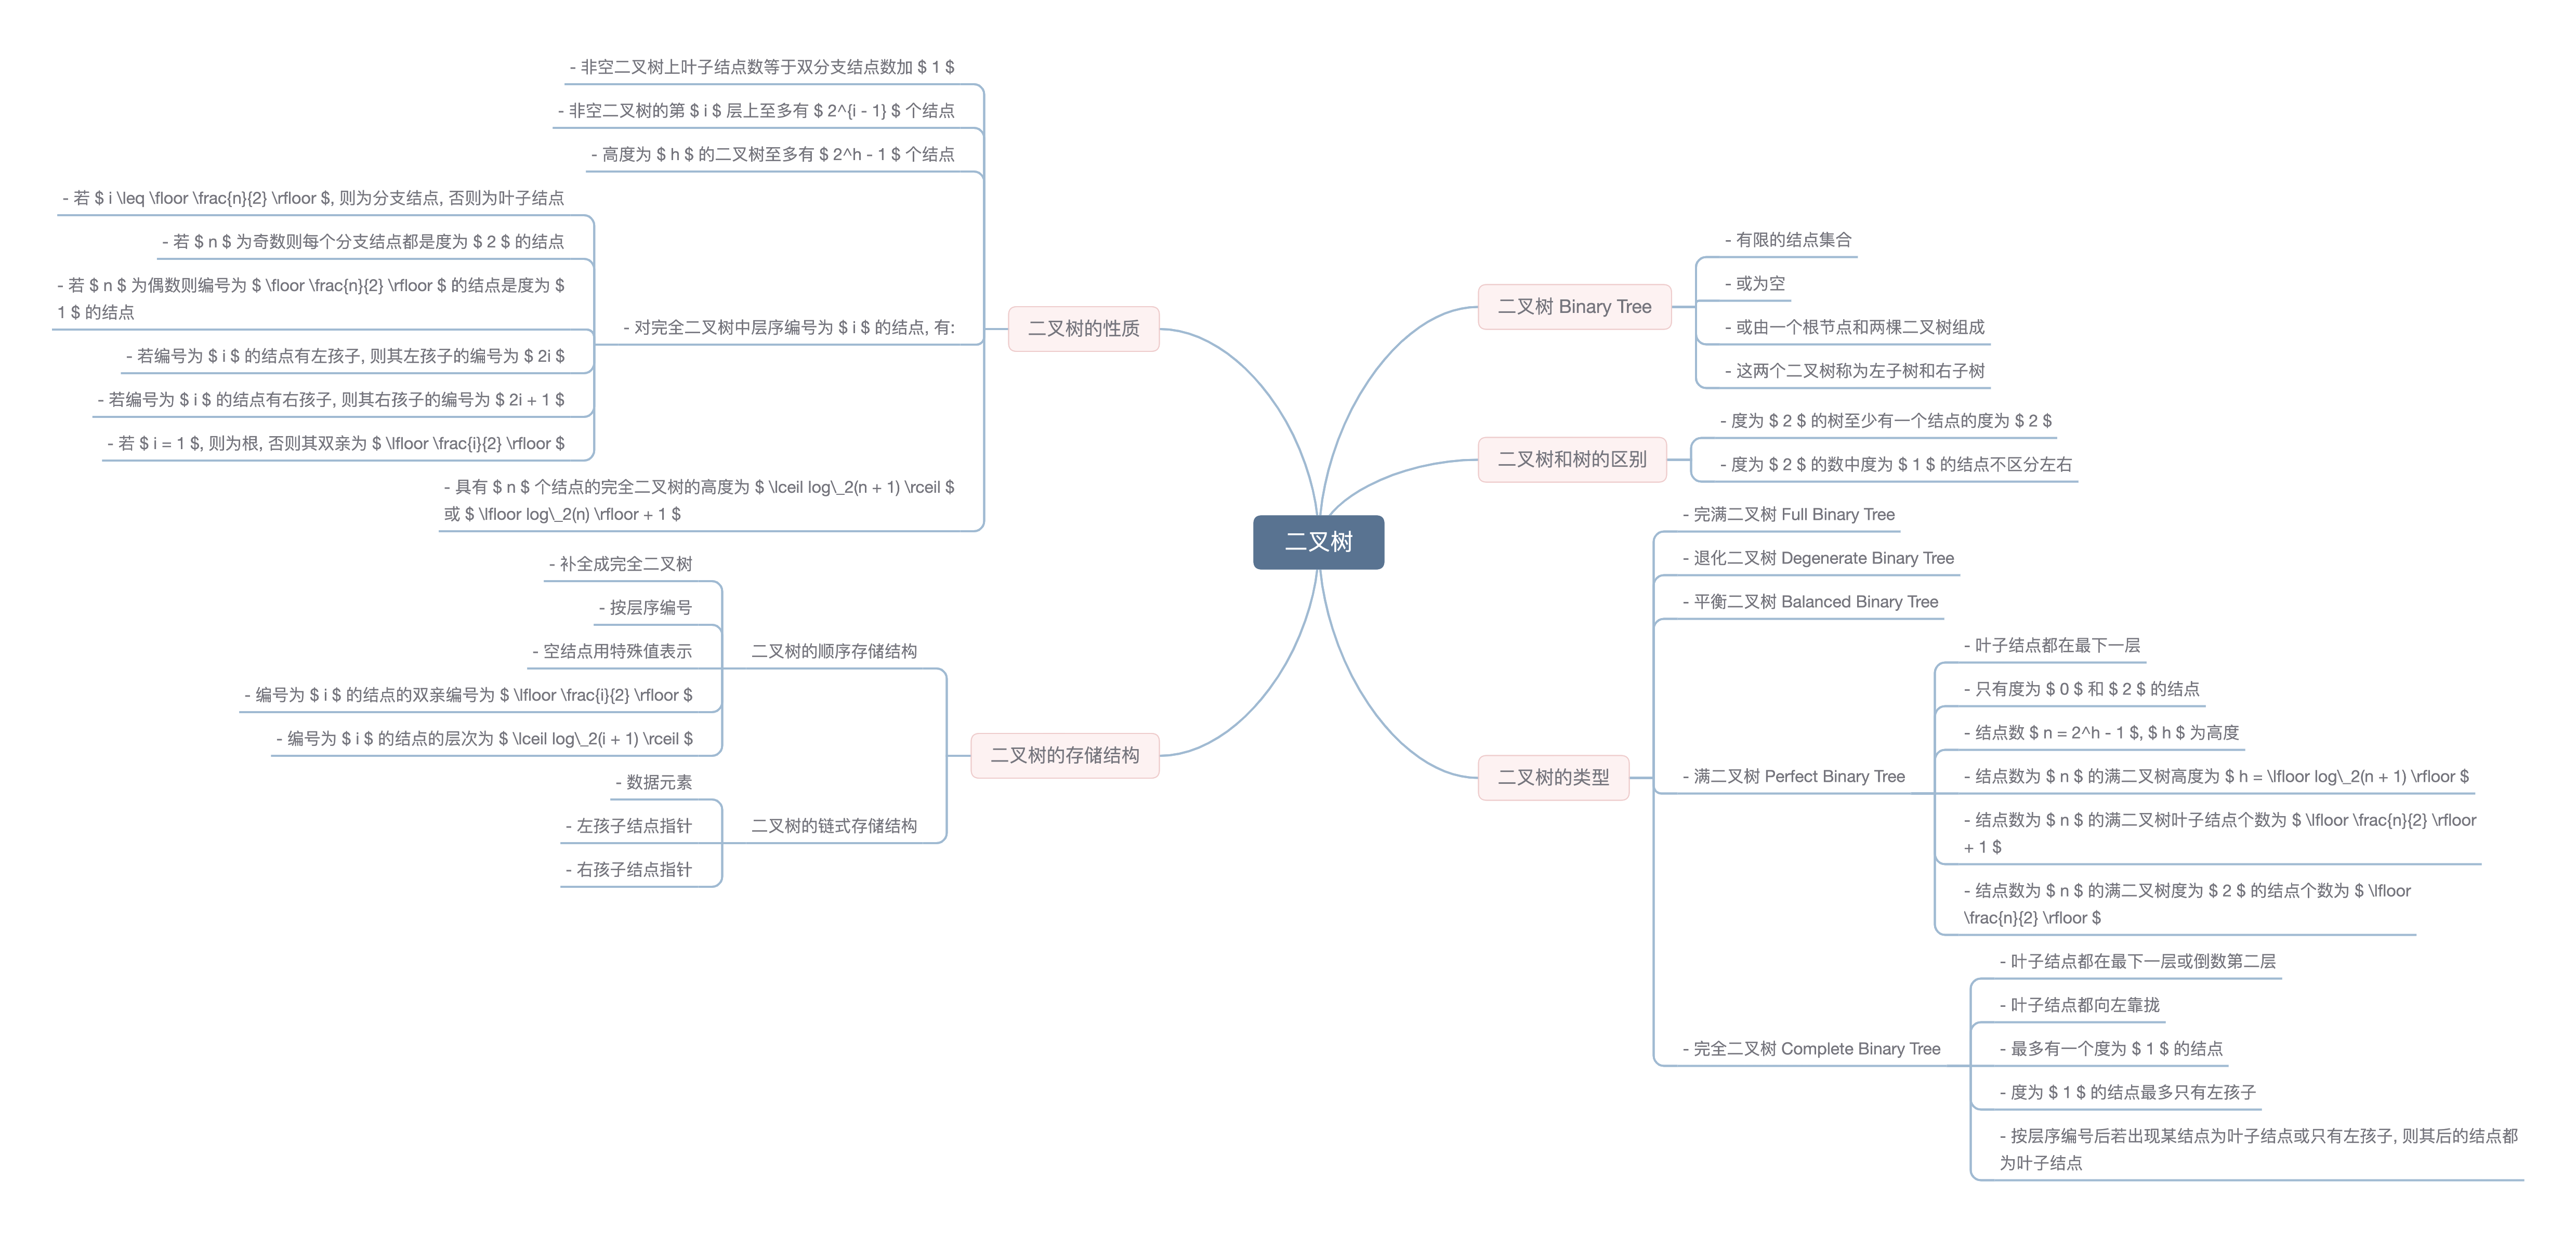 二叉树
二叉树 Binary Tree
- 有限的结点集合
- 或为空
- 或由一个根节点和两棵二叉树组成
- 这两个二叉树称为左子树和右子树
二叉树和树的区别
- 度为 $ 2 $ 的树至少有一个结点的度为 $ 2 $
- 度为 $ 2 $ 的数中度为 $ 1 $ 的结点不区分左右
二叉树的类型
- 完满二叉树 Full Binary Tree
- 退化二叉树 Degenerate Binary Tree
- 平衡二叉树 Balanced Binary Tree
- 满二叉树 Perfect Binary Tree
- 叶子结点都在最下一层
- 只有度为 $ 0 $ 和 $ 2 $ 的结点
- 结点数 $ n = 2^h - 1 $, $ h $ 为高度
- 结点数为 $ n $ 的满二叉树高度为 $ h = \lfloor log\_2(n + 1) \rfloor $
- 结点数为 $ n $ 的满二叉树叶子结点个数为 $ \lfloor \frac{n}{2} \rfloor
+ 1 $
- 结点数为 $ n $ 的满二叉树度为 $ 2 $ 的结点个数为 $ \lfloor
\frac{n}{2} \rfloor $
- 完全二叉树 Complete Binary Tree
- 叶子结点都在最下一层或倒数第二层
- 叶子结点都向左靠拢
- 最多有一个度为 $ 1 $ 的结点
- 度为 $ 1 $ 的结点最多只有左孩子
- 按层序编号后若出现某结点为叶子结点或只有左孩子, 则其后的结点都
为叶子结点
二叉树的性质
- 非空二叉树上叶子结点数等于双分支结点数加 $ 1 $
- 非空二叉树的第 $ i $ 层上至多有 $ 2^{i - 1} $ 个结点
- 高度为 $ h $ 的二叉树至多有 $ 2^h - 1 $ 个结点
- 对完全二叉树中层序编号为 $ i $ 的结点, 有:
- 若 $ i \leq \floor \frac{n}{2} \rfloor $, 则为分支结点, 否则为叶子结点
- 若 $ n $ 为奇数则每个分支结点都是度为 $ 2 $ 的结点
- 若 $ n $ 为偶数则编号为 $ \floor \frac{n}{2} \rfloor $ 的结点是度为 $
1 $ 的结点
- 若编号为 $ i $ 的结点有左孩子, 则其左孩子的编号为 $ 2i $
- 若编号为 $ i $ 的结点有右孩子, 则其右孩子的编号为 $ 2i + 1 $
- 若 $ i = 1 $, 则为根, 否则其双亲为 $ \lfloor \frac{i}{2} \rfloor $
- 具有 $ n $ 个结点的完全二叉树的高度为 $ \lceil log\_2(n + 1) \rceil $
或 $ \lfloor log\_2(n) \rfloor + 1 $
二叉树的存储结构
二叉树的顺序存储结构
- 补全成完全二叉树
- 按层序编号
- 空结点用特殊值表示
- 编号为 $ i $ 的结点的双亲编号为 $ \lfloor \frac{i}{2} \rfloor $
- 编号为 $ i $ 的结点的层次为 $ \lceil log\_2(i + 1) \rceil $
二叉树的链式存储结构
- 数据元素
- 左孩子结点指针
- 右孩子结点指针